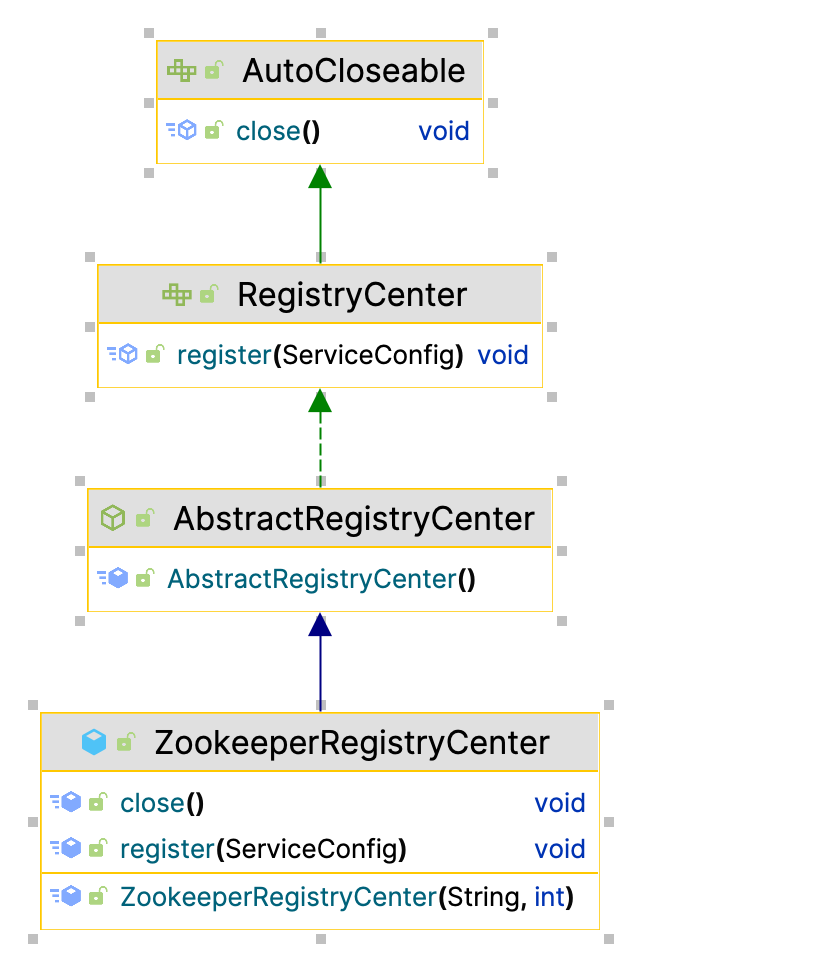 AutoCloseable
close() void
RegistryCenter
register(ServiceConfig) void
AbstractRegistryCenter
AbstractRegistryCenter()
ZookeeperRegistryCenter
close() void
register(ServiceConfig) void
ZookeeperRegistryCenter(String, int)